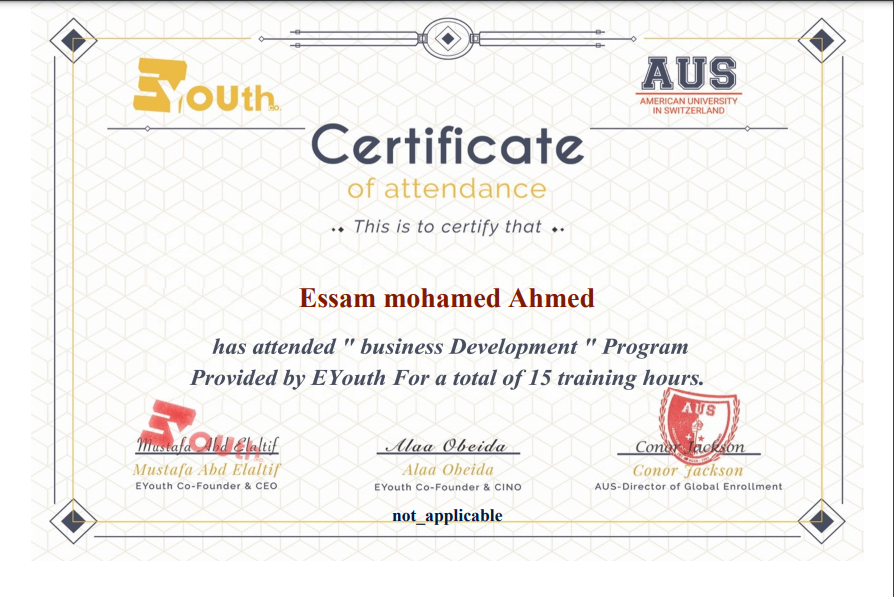 EYouth co.
AUS
AMERICAN UNIVERSITY
IN SWITZERLAND
Certificate
of attendance
This is to certify that
Essam mohamed Ahmed
has attended " business Development " Program
Provided by EYouth For a total of 15 training hours.
EYouth
AUS
Mustafa Abd Elaltif
Alaa Obeida
Conor Jackson
Mustafa Abd Elaltif
Alaa Obeida
Conor Jackson
EYouth Co-Founder & CEO
EYouth Co-Founder & CINO
AUS-Director of Global Enrollment
not_applicable